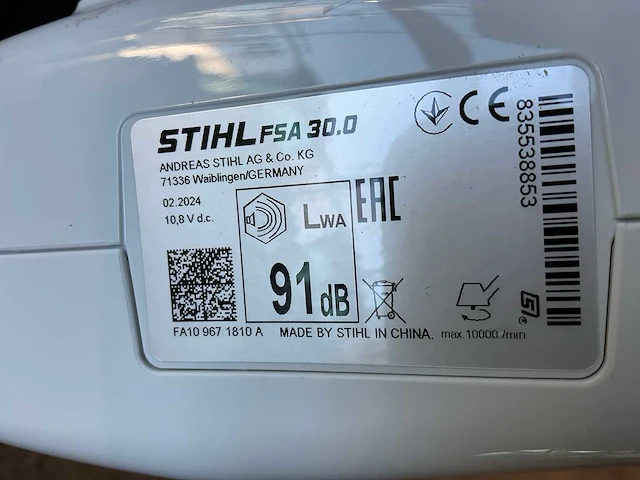 STIHL FSA 30.0
ANDREAS STIHL AG & Co. KG
71336 Waiblingen/GERMANY
02.2024
10,8 V d.c.
LWA
91 dB
EAC
CE
835538853
FA10 967 1810 A
MADE BY STIHL IN CHINA.
max.10000 /min